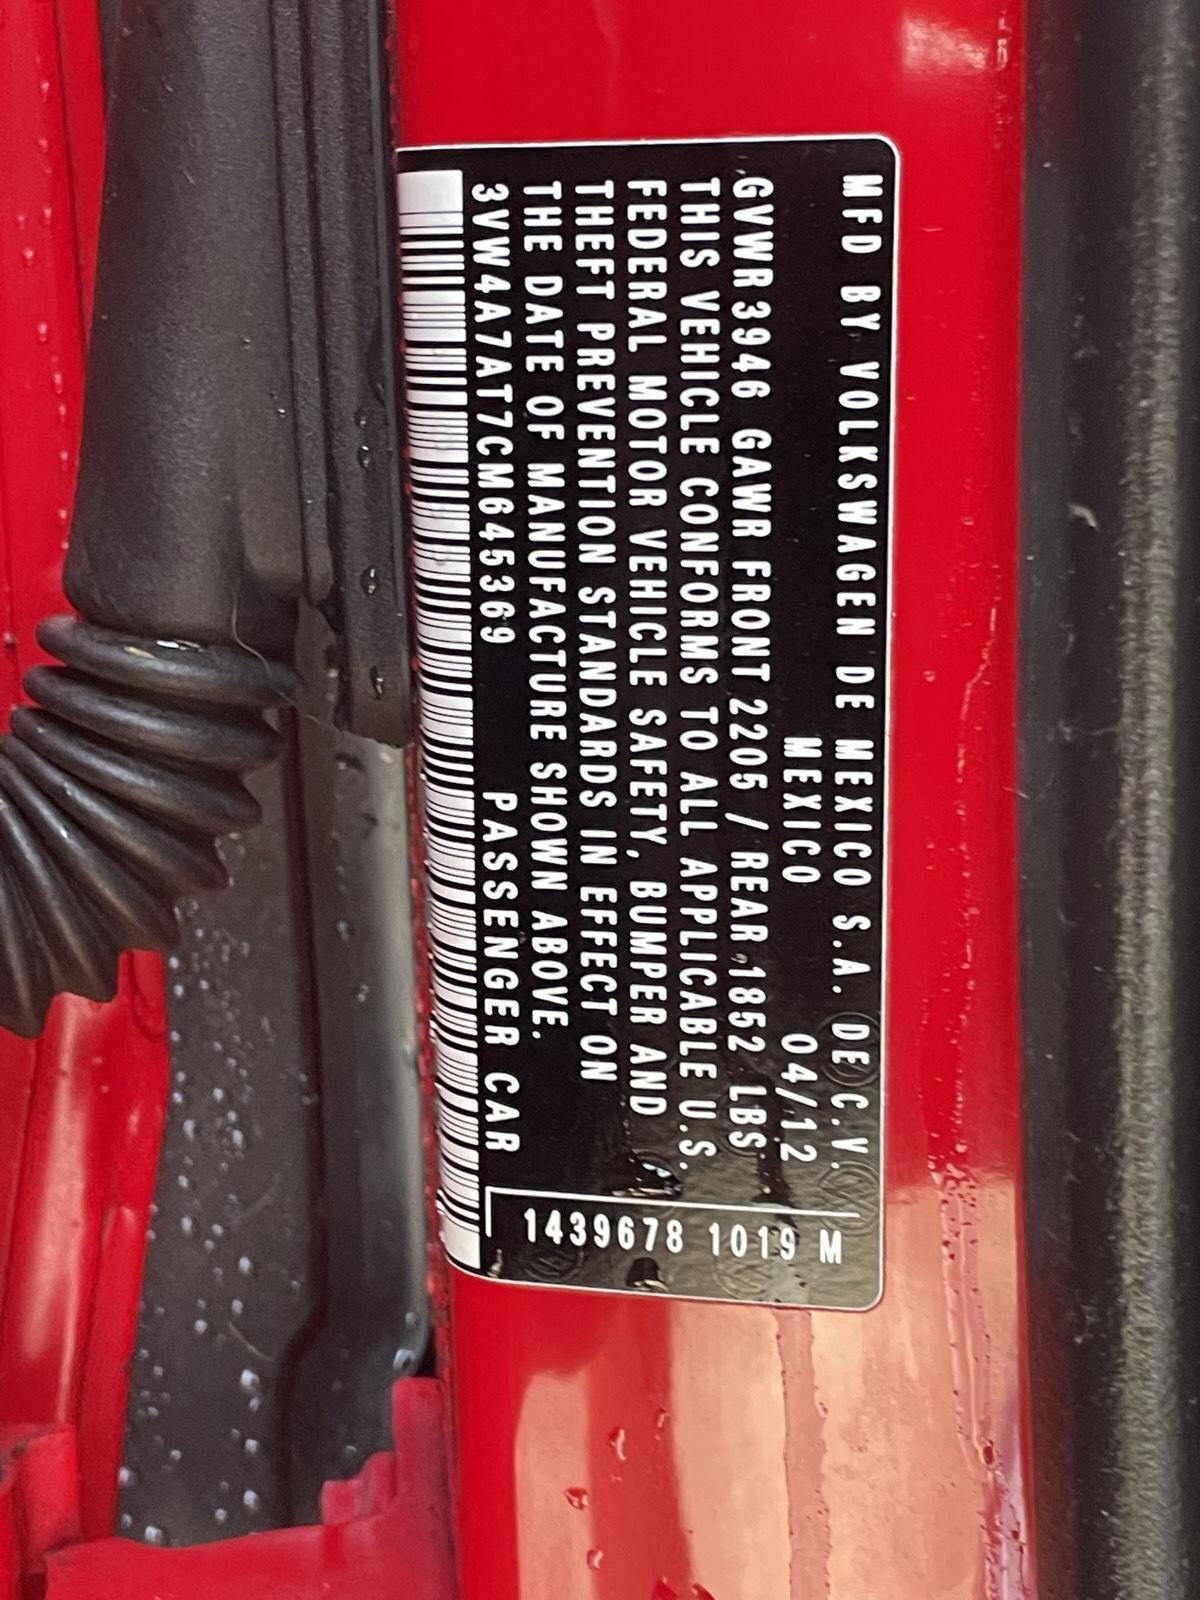 MFD BY VOLKSWAGEN DE MEXICO S.A. DE C.V.
MEXICO 04/12
GVWR 3946 GAWR FRONT 2205 / REAR 1852 LBS
THIS VEHICLE CONFORMS TO ALL APPLICABLE U.S.
FEDERAL MOTOR VEHICLE SAFETY, BUMPER AND
THEFT PREVENTION STANDARDS IN EFFECT ON
THE DATE OF MANUFACTURE SHOWN ABOVE.
3VW4A7AT7CM645369 PASSENGER CAR
1439678 1019 M